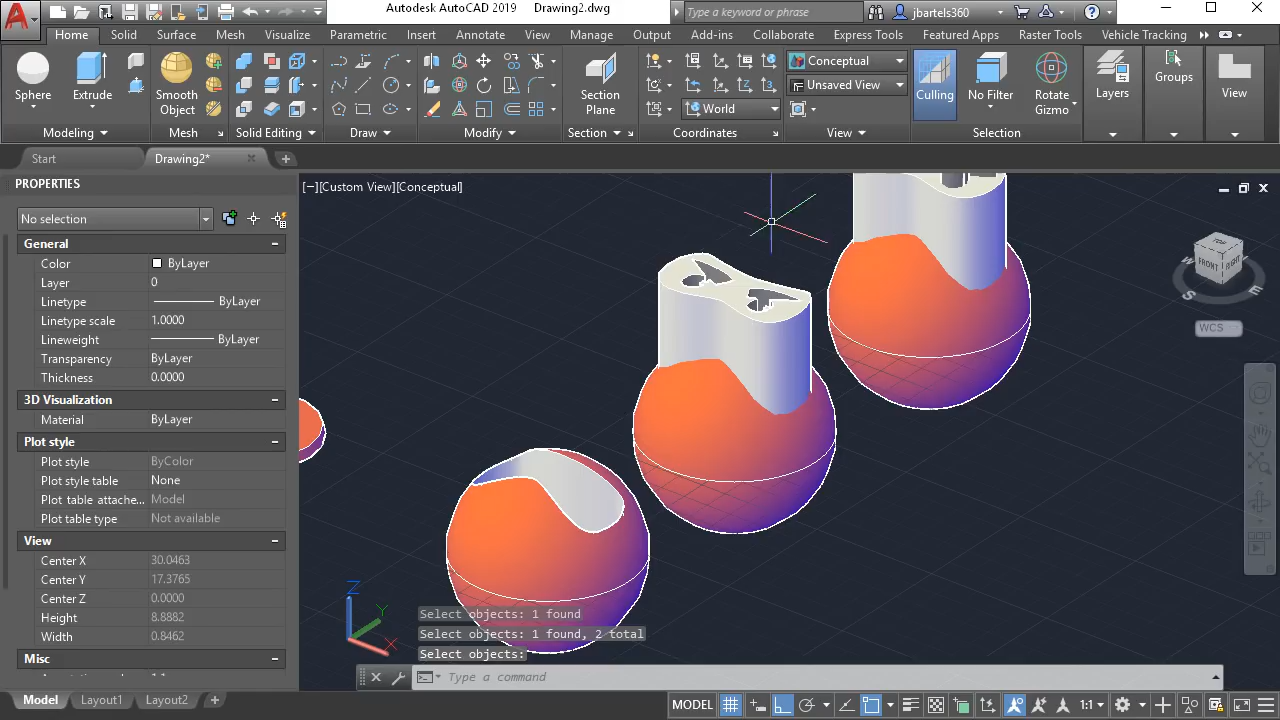 Autodesk AutoCAD 2019 Drawing2.dwg
Type a keyword or phrase
jbartels360
Home Solid Surface Mesh Visualize Parametric Insert Annotate View Manage Output Add-ins Collaborate Express Tools Featured Apps Raster Tools Vehicle Tracking
Sphere
Extrude
Smooth
Object
Section
Plane
World
Conceptual
Unsaved View
Culling
No Filter
Rotate
Gizmo
Layers
Groups
View
Modeling Mesh Solid Editing Draw Modify Section Coordinates View Selection
Start
Drawing2*
PROPERTIES
No selection
General
Color ByLayer
Layer 0
Linetype ByLayer
Linetype scale 1.0000
Lineweight ByLayer
Transparency ByLayer
Thickness 0.0000
3D Visualization
Material ByLayer
Plot style
Plot style ByColor
Plot style table None
Plot table attache... Model
Plot table type Not available
View
Center X 30.0463
Center Y 17.3765
Center Z 0.0000
Height 8.8882
Width 0.8462
Misc
[−][Custom View][Conceptual]
TOP
FRONT
RIGHT
W
S
E
WCS
Z
Y
X
Select objects: 1 found
Select objects: 1 found, 2 total
Select objects:
Type a command
Model Layout1 Layout2
MODEL
1:1